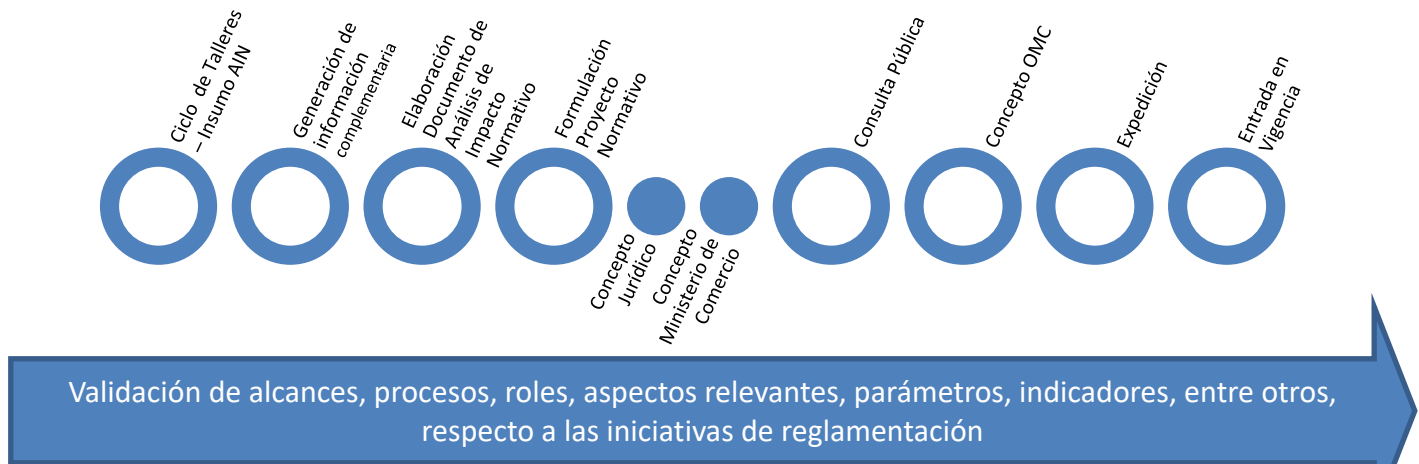 Ciclo de Talleres
– Insumo AIN
Generación de
información
complementaria
Elaboración
Documento de
Análisis de
Impacto
Normativo
Formulación
Proyecto
Normativo
Concepto
Jurídico
Concepto
Ministerio de
Comercio
Consulta Pública
Concepto OMC
Expedición
Entrada en
Vigencia
Validación de alcances, procesos, roles, aspectos relevantes, parámetros, indicadores, entre otros,
respecto a las iniciativas de reglamentación